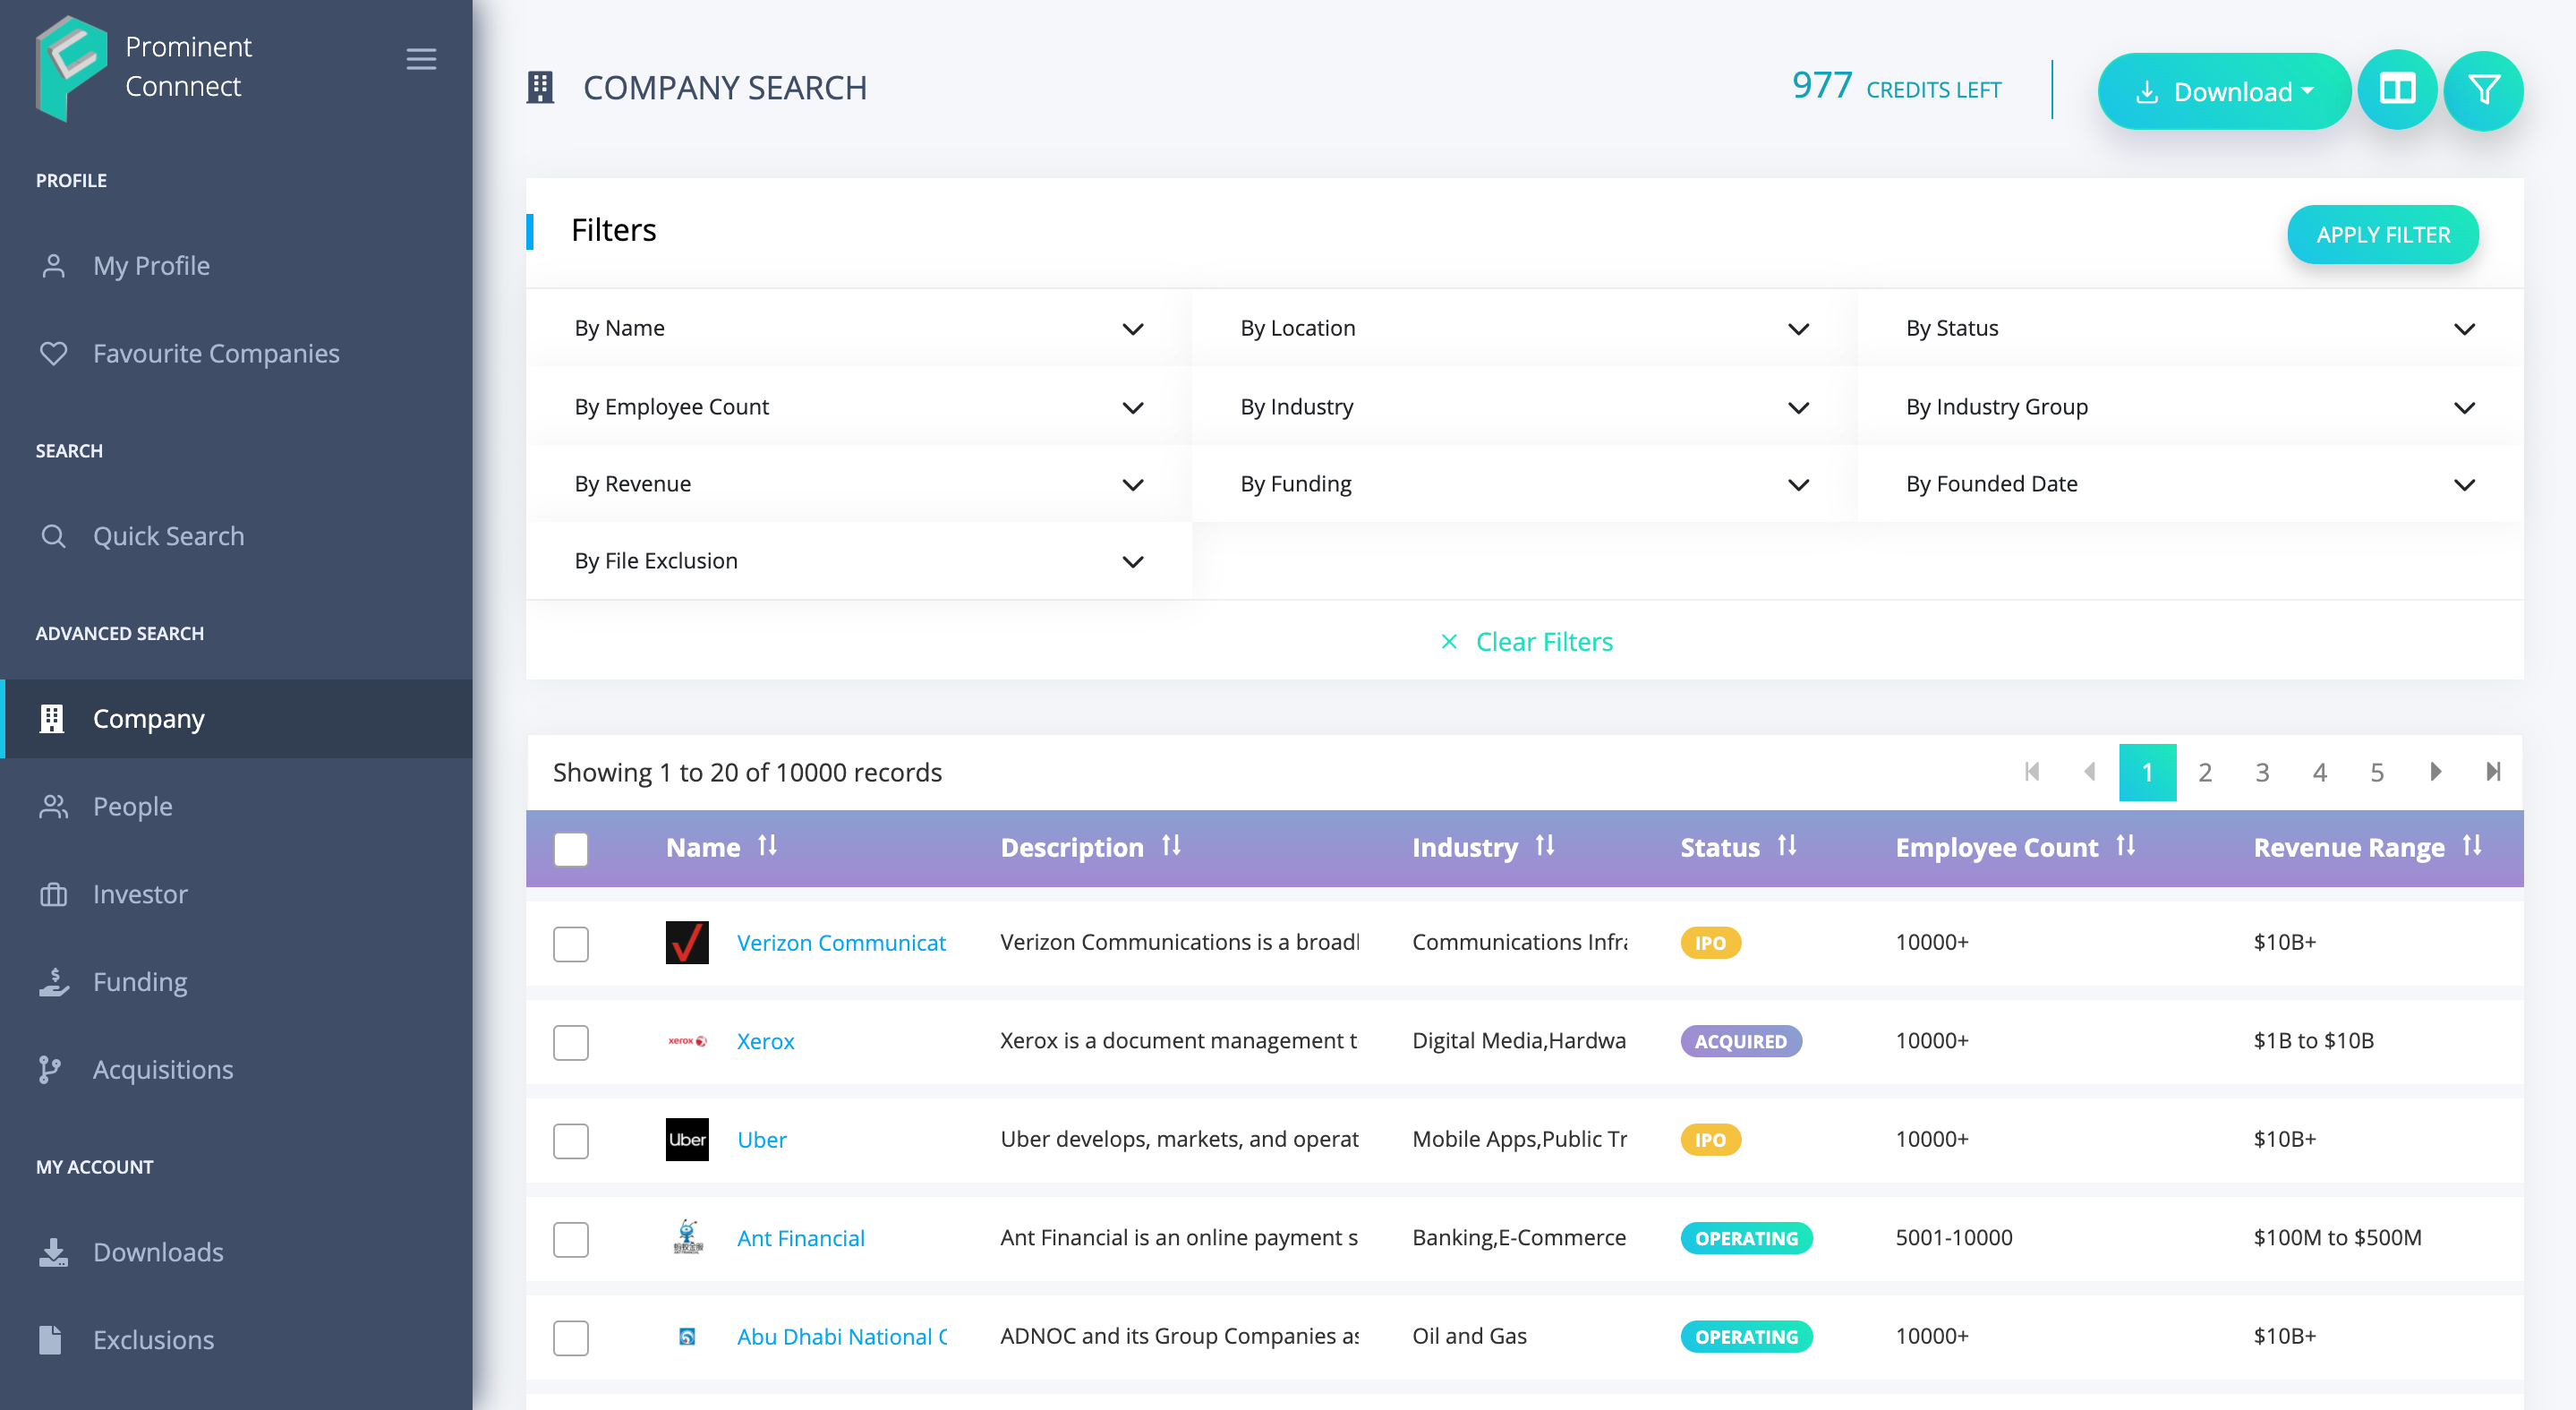 Prominent
Connnect
PROFILE
My Profile
Favourite Companies
SEARCH
Quick Search
ADVANCED SEARCH
Company
People
Investor
Funding
Acquisitions
MY ACCOUNT
Downloads
Exclusions
COMPANY SEARCH
977 CREDITS LEFT
Download
Filters
APPLY FILTER
By Name
By Location
By Status
By Employee Count
By Industry
By Industry Group
By Revenue
By Funding
By Founded Date
By File Exclusion
Clear Filters
Showing 1 to 20 of 10000 records
1 2 3 4 5
Name Description Industry Status Employee Count Revenue Range
Verizon Communicat Verizon Communications is a broadl Communications Infra IPO 10000+ $10B+
xerox Xerox Xerox is a document management t Digital Media,Hardwa ACQUIRED 10000+ $1B to $10B
Uber Uber Uber develops, markets, and operat Mobile Apps,Public Tr IPO 10000+ $10B+
Ant Financial Ant Financial is an online payment s Banking,E-Commerce OPERATING 5001-10000 $100M to $500M
Abu Dhabi National ADNOC and its Group Companies as Oil and Gas OPERATING 10000+ $10B+